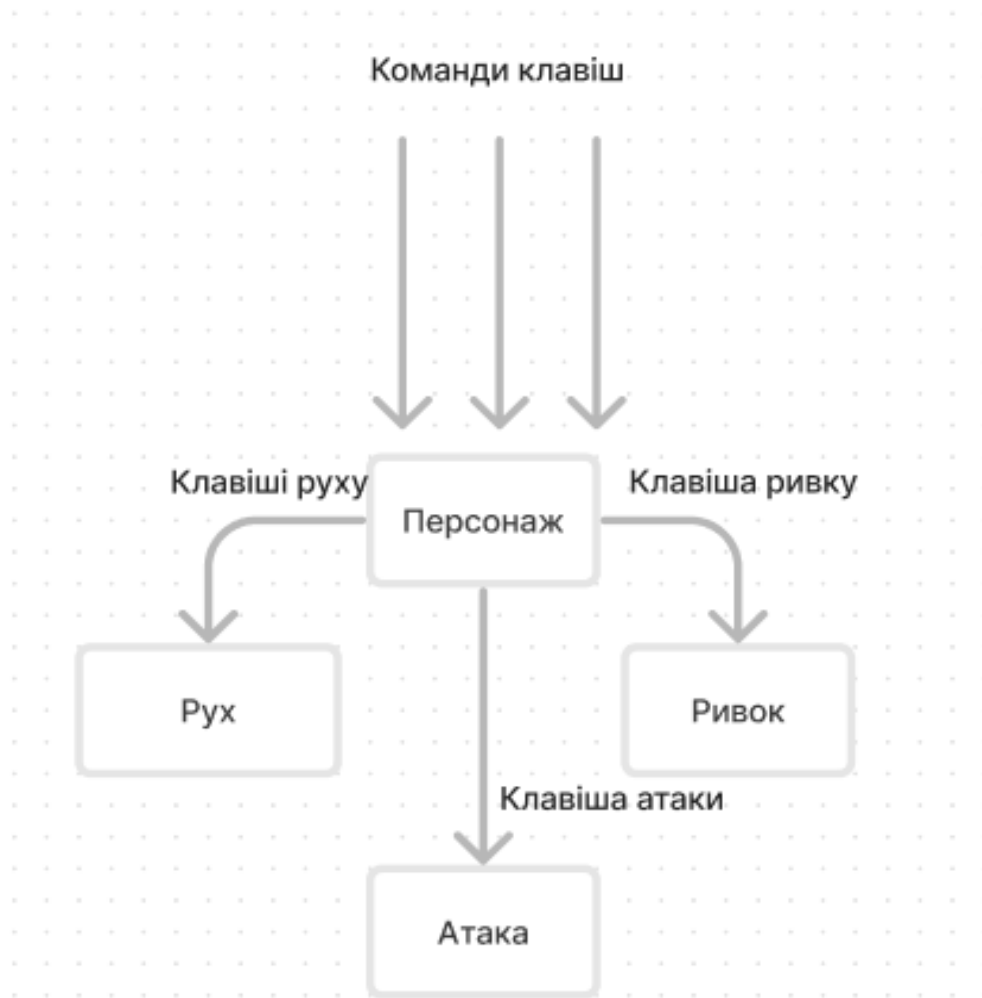 Команди клавіш
Клавіші руху
Персонаж
Клавіша ривку
Рух
Ривок
Клавіша атаки
Атака